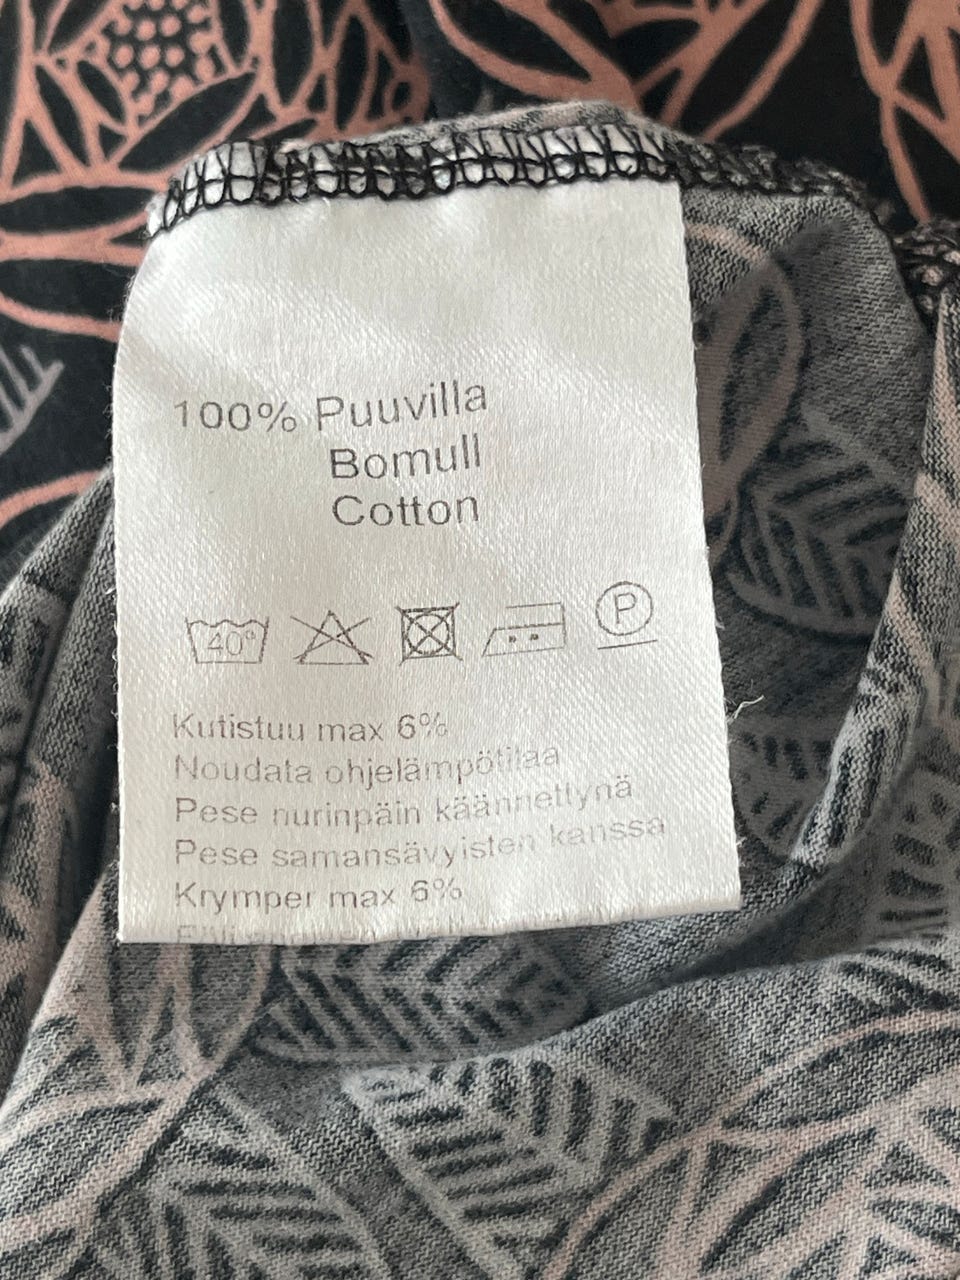 100% Puuvilla
Bomull
Cotton
40°
P
Kutistuu max 6%
Noudata ohjelämpötilaa
Pese nurinpäin käännettynä
Pese samansävyisten kanssa
Krymper max 6%